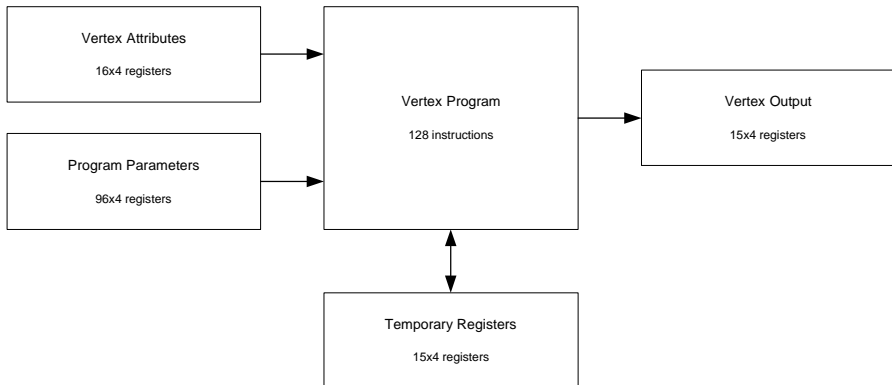 Vertex Attributes
16x4 registers
Program Parameters
96x4 registers
Vertex Program
128 instructions
Vertex Output
15x4 registers
Temporary Registers
15x4 registers